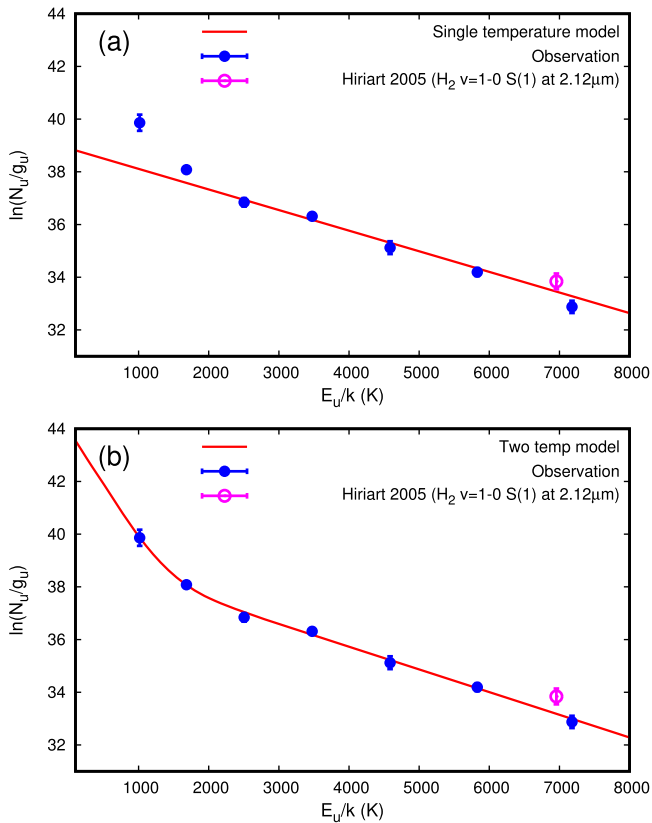 44
(a)
Single temperature model
42
Observation
Hiriart 2005 (H2 v=1-0 S(1) at 2.12μm)
40
38
ln(Nu/gu)
36
34
32
1000 2000 3000 4000 5000 6000 7000 8000
Eu/k (K)
44
(b)
Two temp model
42
Observation
Hiriart 2005 (H2 v=1-0 S(1) at 2.12μm)
40
38
ln(Nu/gu)
36
34
32
1000 2000 3000 4000 5000 6000 7000 8000
Eu/k (K)